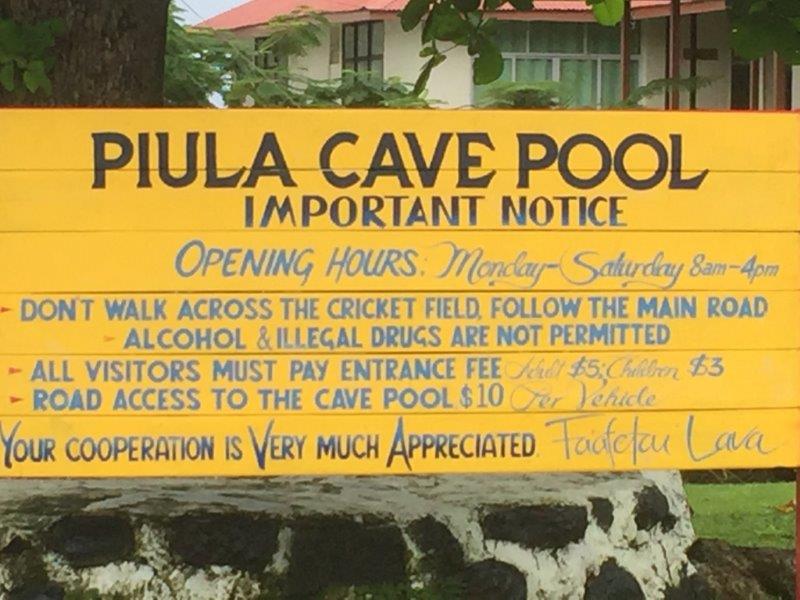 PIULA CAVE POOL
IMPORTANT NOTICE
OPENING HOURS: Monday-Saturday 8am-4pm
DON'T WALK ACROSS THE CRICKET FIELD, FOLLOW THE MAIN ROAD
ALCOHOL & ILLEGAL DRUGS ARE NOT PERMITTED
ALL VISITORS MUST PAY ENTRANCE FEE Adult $5; Children $3
ROAD ACCESS TO THE CAVE POOL $10 Per Vehicle
YOUR COOPERATION IS VERY MUCH APPRECIATED. Faafetai Lava